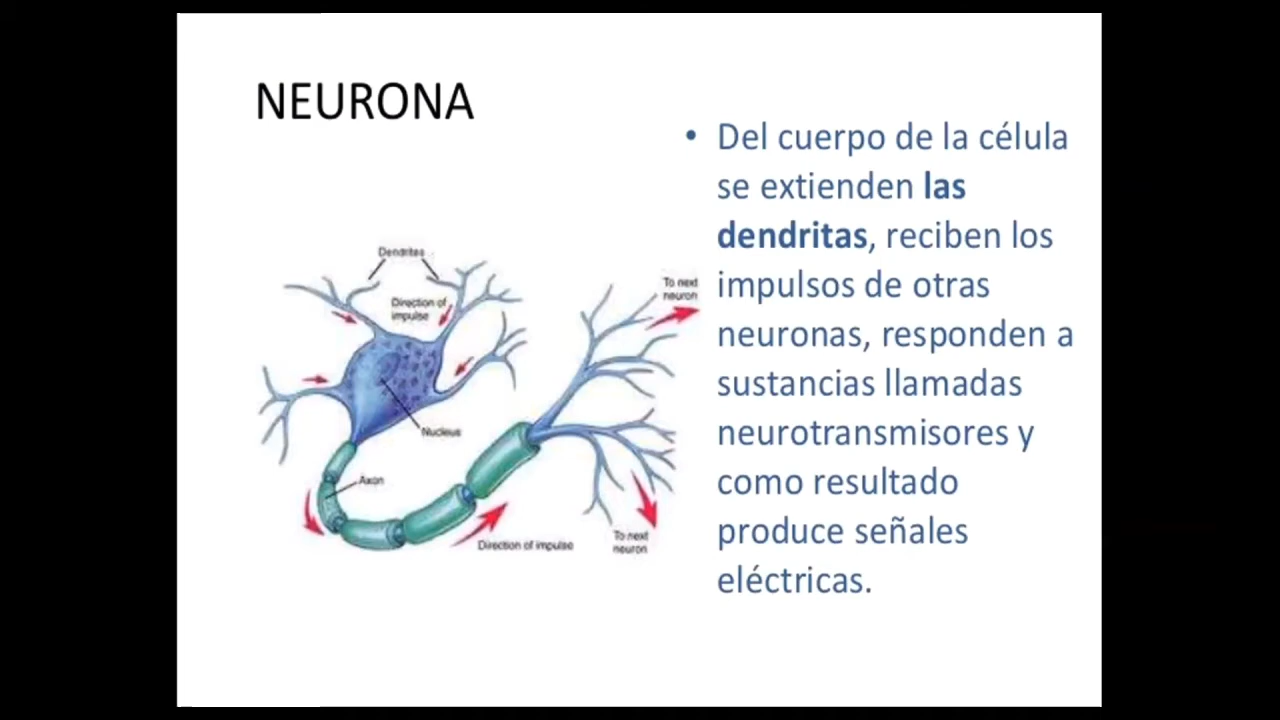 NEURONA
Dendrites
Direction of
impulse
To next
neuron
Nucleus
Axon
Direction of impulse
To next
neuron
• Del cuerpo de la célula
se extienden las
dendritas, reciben los
impulsos de otras
neuronas, responden a
sustancias llamadas
neurotransmisores y
como resultado
produce señales
eléctricas.